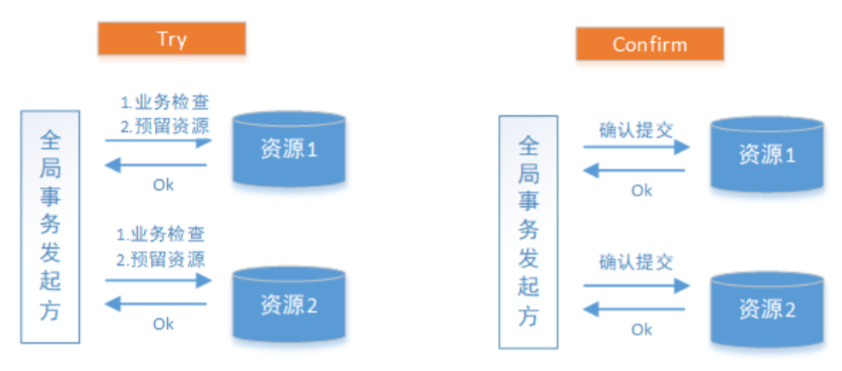 Try
全局事务发起方
1.业务检查
2.预留资源
Ok
资源1
1.业务检查
2.预留资源
Ok
资源2
Confirm
全局事务发起方
确认提交
Ok
资源1
确认提交
Ok
资源2